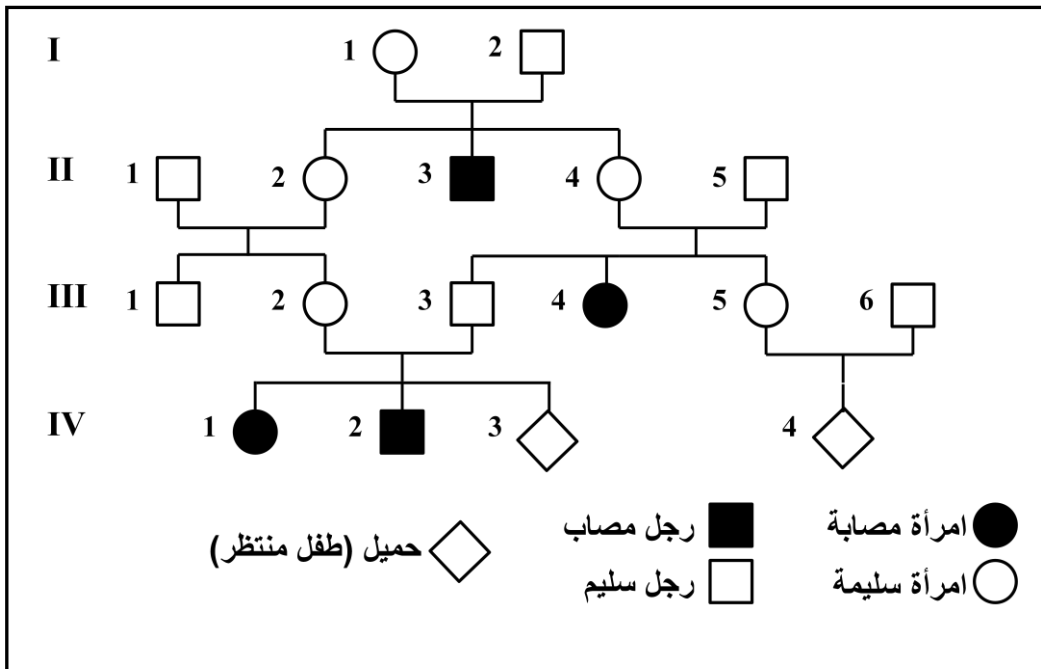 I 1 2
II 1 2 3 4 5
III 1 2 3 4 5 6
IV 1 2 3 4
امرأة مصابة رجل مصاب
حميل (طفل منتظر)
امرأة سليمة رجل سليم